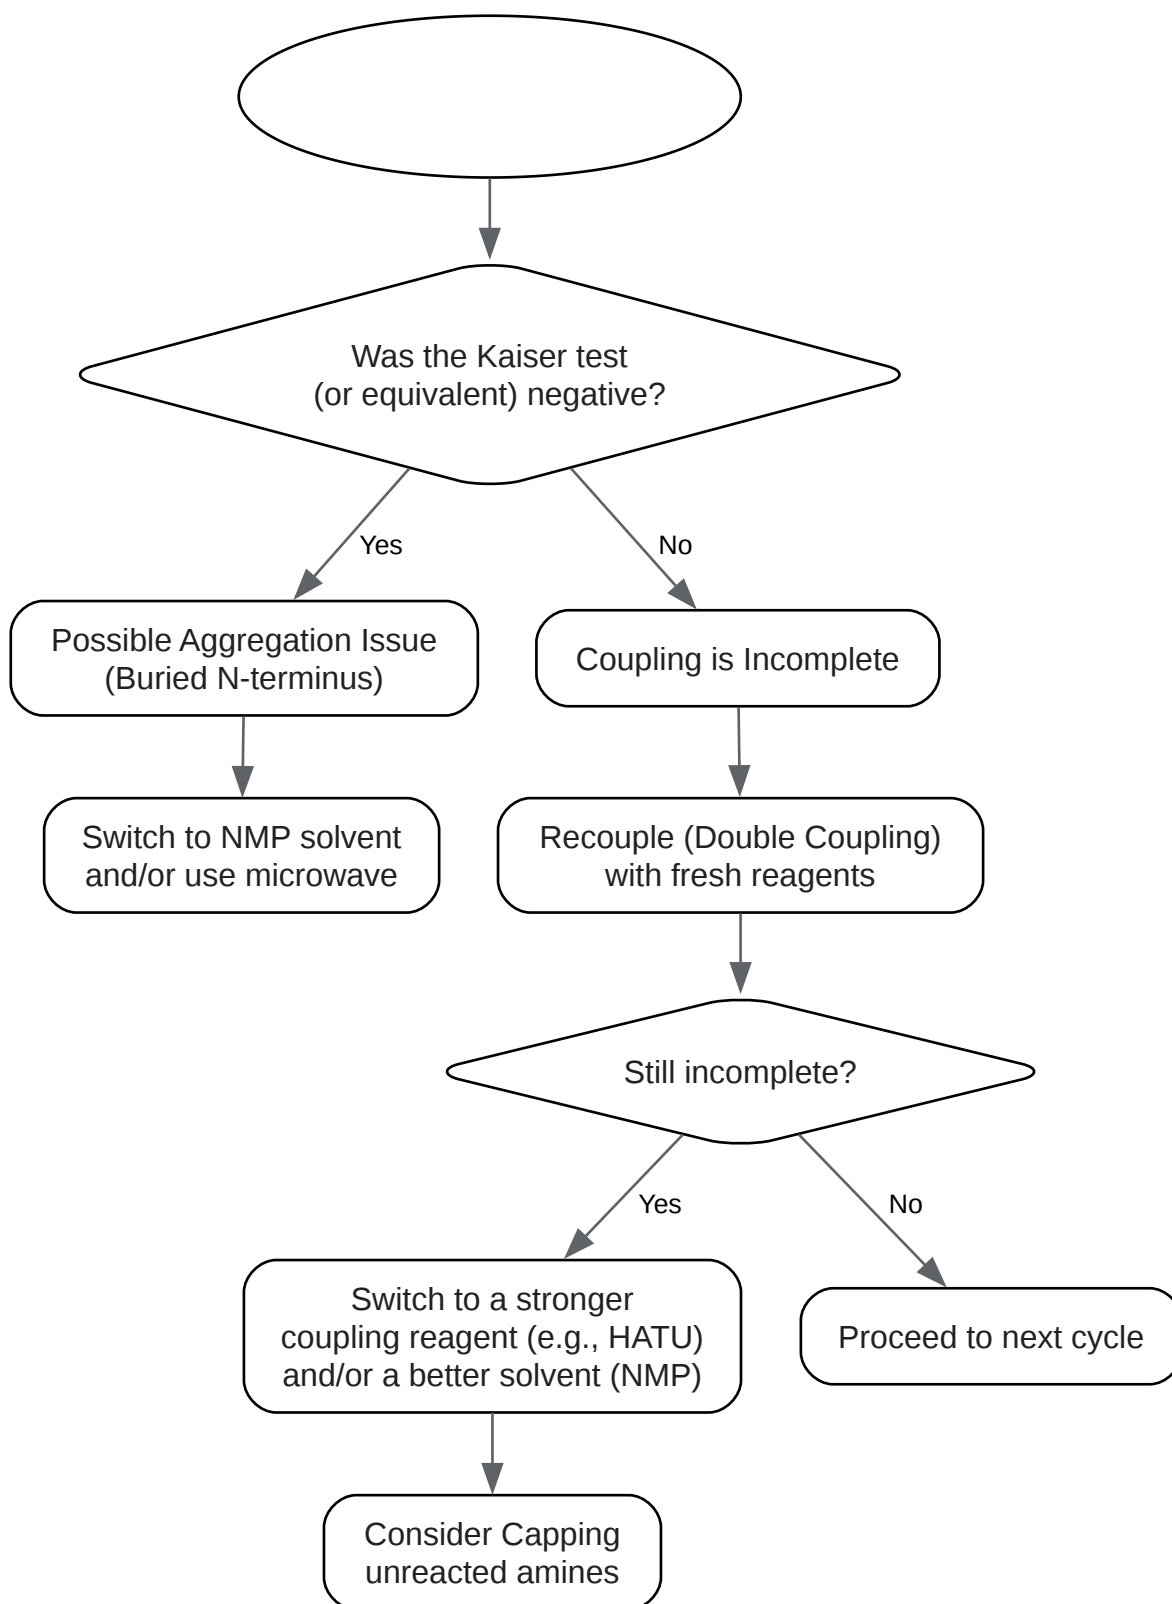 Was the Kaiser test
(or equivalent) negative?
Yes
No
Possible Aggregation Issue
(Buried N-terminus)
Coupling is Incomplete
Switch to NMP solvent
and/or use microwave
Recouple (Double Coupling)
with fresh reagents
Still incomplete?
Yes
No
Switch to a stronger
coupling reagent (e.g., HATU)
and/or a better solvent (NMP)
Proceed to next cycle
Consider Capping
unreacted amines